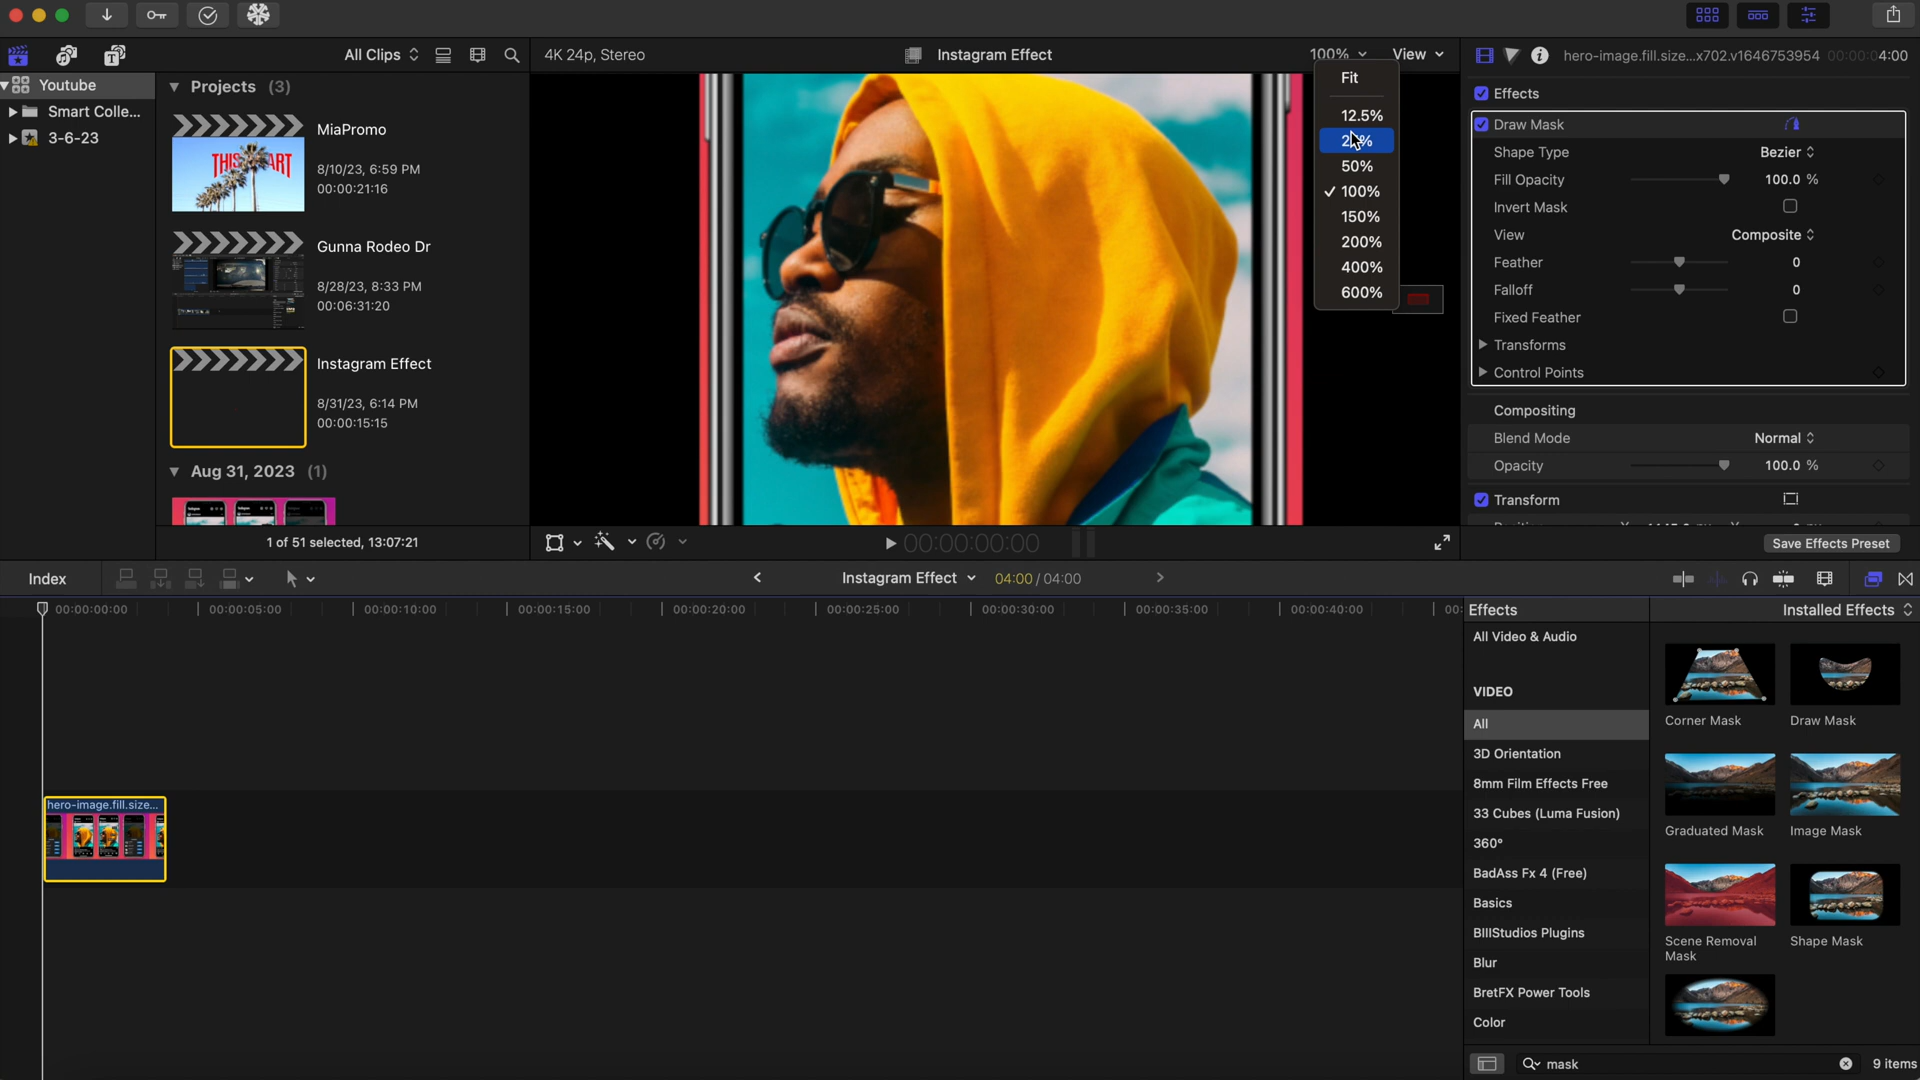 All Clips
4K 24p, Stereo
Instagram Effect
100%
View
hero-image.fill.size...x702.v1646753954
00:00:04:00
Youtube
Smart Colle...
3-6-23
Projects (3)
MiaPromo
8/10/23, 6:59 PM
00:00:21:16
Gunna Rodeo Dr
8/28/23, 8:33 PM
00:06:31:20
Instagram Effect
8/31/23, 6:14 PM
00:00:15:15
Aug 31, 2023 (1)
1 of 51 selected, 13:07:21
Fit
12.5%
50%
100%
150%
200%
400%
600%
00:00:00:00
Effects
Draw Mask
Shape Type
Bezier
Fill Opacity
100.0 %
Invert Mask
View
Composite
Feather
0
Falloff
0
Fixed Feather
Transforms
Control Points
Compositing
Blend Mode
Normal
Opacity
100.0 %
Transform
Save Effects Preset
Index
Instagram Effect
04:00 / 04:00
00:00:00:00
00:00:05:00
00:00:10:00
00:00:15:00
00:00:20:00
00:00:25:00
00:00:30:00
00:00:35:00
00:00:40:00
00:
hero-image.fill.size...
Effects
Installed Effects
All Video & Audio
VIDEO
All
3D Orientation
8mm Film Effects Free
33 Cubes (Luma Fusion)
360°
BadAss Fx 4 (Free)
Basics
BIIIStudios Plugins
Blur
BretFX Power Tools
Color
Corner Mask
Draw Mask
Graduated Mask
Image Mask
Scene Removal
Mask
Shape Mask
mask
9 items